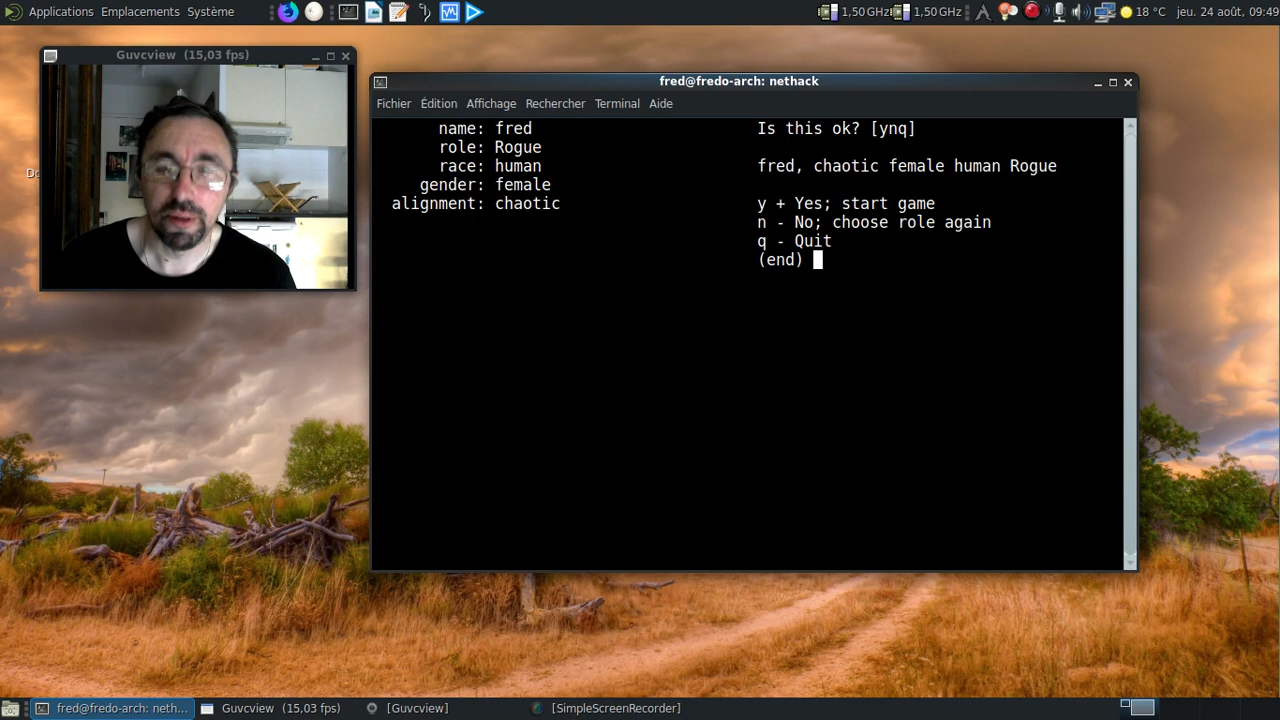 Applications Emplacements Système
1,50 GHz 1,50 GHz 18 °C jeu. 24 août, 09:49
Guvcview (15,03 fps)
fred@fredo-arch: nethack
Fichier Édition Affichage Rechercher Terminal Aide
name: fred
role: Rogue
race: human
gender: female
alignment: chaotic
Is this ok? [ynq]
fred, chaotic female human Rogue
y + Yes; start game
n - No; choose role again
q - Quit
(end)
fred@fredo-arch: neth...
Guvcview (15,03 fps)
[Guvcview]
[SimpleScreenRecorder]